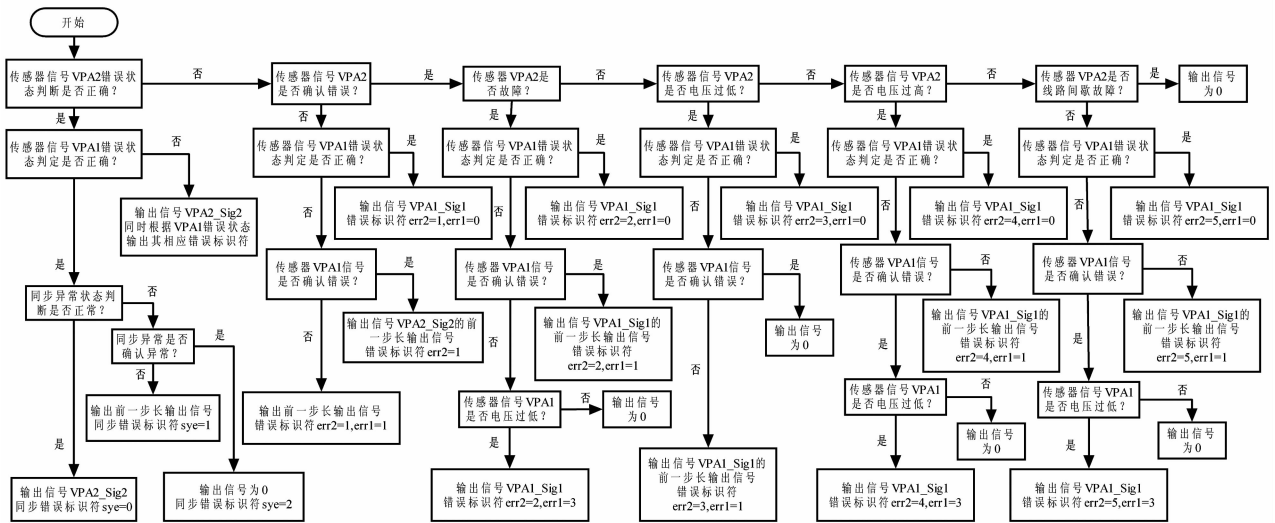 开始
传感器信号VPA2错误状
态判断是否正确？
否
传感器信号VPA2
是否确认错误？
是
传感器VPA2是
否故障？
否
传感器信号VPA2
是否电压过低？
否
传感器信号VPA2
是否电压过高？
否
传感器VPA2是否
线路间歇故障？
是
输出信号
为0
是
否
是
是
是
否
传感器信号VPA1错误状
态判定是否正确？
否
传感器信号VPA1错误状
态判定是否正确？
是
传感器信号VPA1错误状
态判定是否正确？
是
传感器信号VPA1错误状
态判定是否正确？
是
传感器信号VPA1错误状
态判定是否正确？
是
传感器信号VPA1错误状
态判定是否正确？
是
输出信号VPA2_Sig2
同时根据VPA1错误状态
输出其相应错误标识符
输出信号VPA1_Sig1
错误标识符err2=1,err1=0
输出信号VPA1_Sig1
错误标识符err2=2,err1=0
输出信号VPA1_Sig1
错误标识符err2=3,err1=0
输出信号VPA1_Sig1
错误标识符err2=4,err1=0
输出信号VPA1_Sig1
错误标识符err2=5,err1=0
是
否
否
否
否
否
传感器VPA1信号
是否确认错误？
是
传感器VPA1信号
是否确认错误？
是
传感器VPA1信号
是否确认错误？
是
传感器VPA1信号
是否确认错误？
否
传感器VPA1信号
是否确认错误？
否
同步异常状态判
断是否正常？
否
同步异常是否
确认异常？
是
输出信号VPA2_Sig2的前
一步长输出信号
错误标识符err2=1
输出信号VPA1_Sig1的
前一步长输出信号
错误标识符
err2=2,err1=1
输出信号
为0
输出信号VPA1_Sig1的
前一步长输出信号
错误标识符
err2=4,err1=1
输出信号VPA1_Sig1的
前一步长输出信号
错误标识符
err2=5,err1=1
否
否
否
否
是
是
输出前一步长输出信号
同步错误标识符sye=1
输出前一步长输出信号
错误标识符err2=1,err1=1
传感器信号VPA1
是否电压过低？
否
输出信号
为0
传感器信号VPA1
是否电压过低？
否
输出信号
为0
传感器信号VPA1
是否电压过低？
否
输出信号
为0
是
是
是
是
输出信号VPA2_Sig2
同步错误标识符sye=0
输出信号为0
同步错误标识符sye=2
输出信号VPA1_Sig1
错误标识符err2=2,err1=3
输出信号VPA1_Sig1的
前一步长输出信号
错误标识符
err2=3,err1=1
输出信号VPA1_Sig1
错误标识符err2=4,err1=3
输出信号VPA1_Sig1
错误标识符err2=5,err1=3